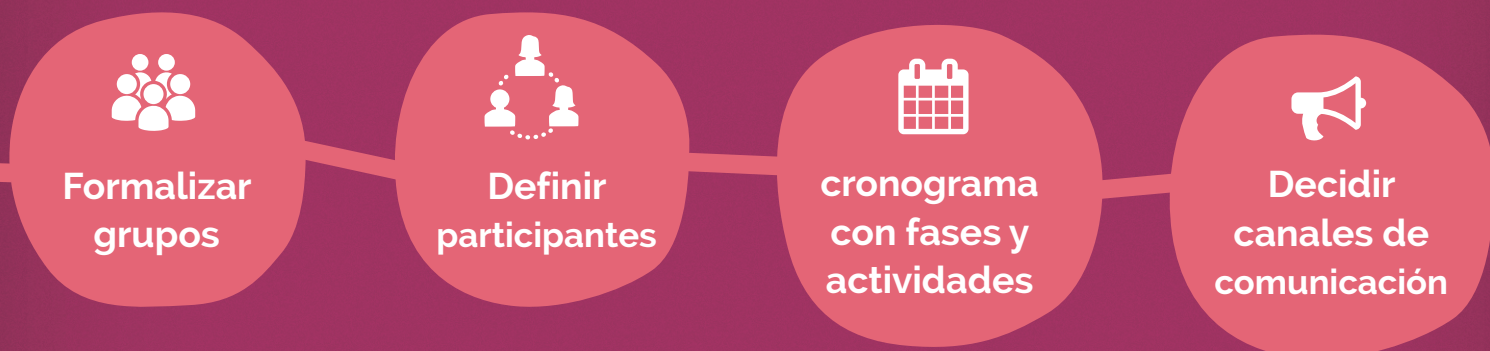 Formalizar
grupos
Definir
participantes
cronograma
con fases y
actividades
Decidir
canales de
comunicación